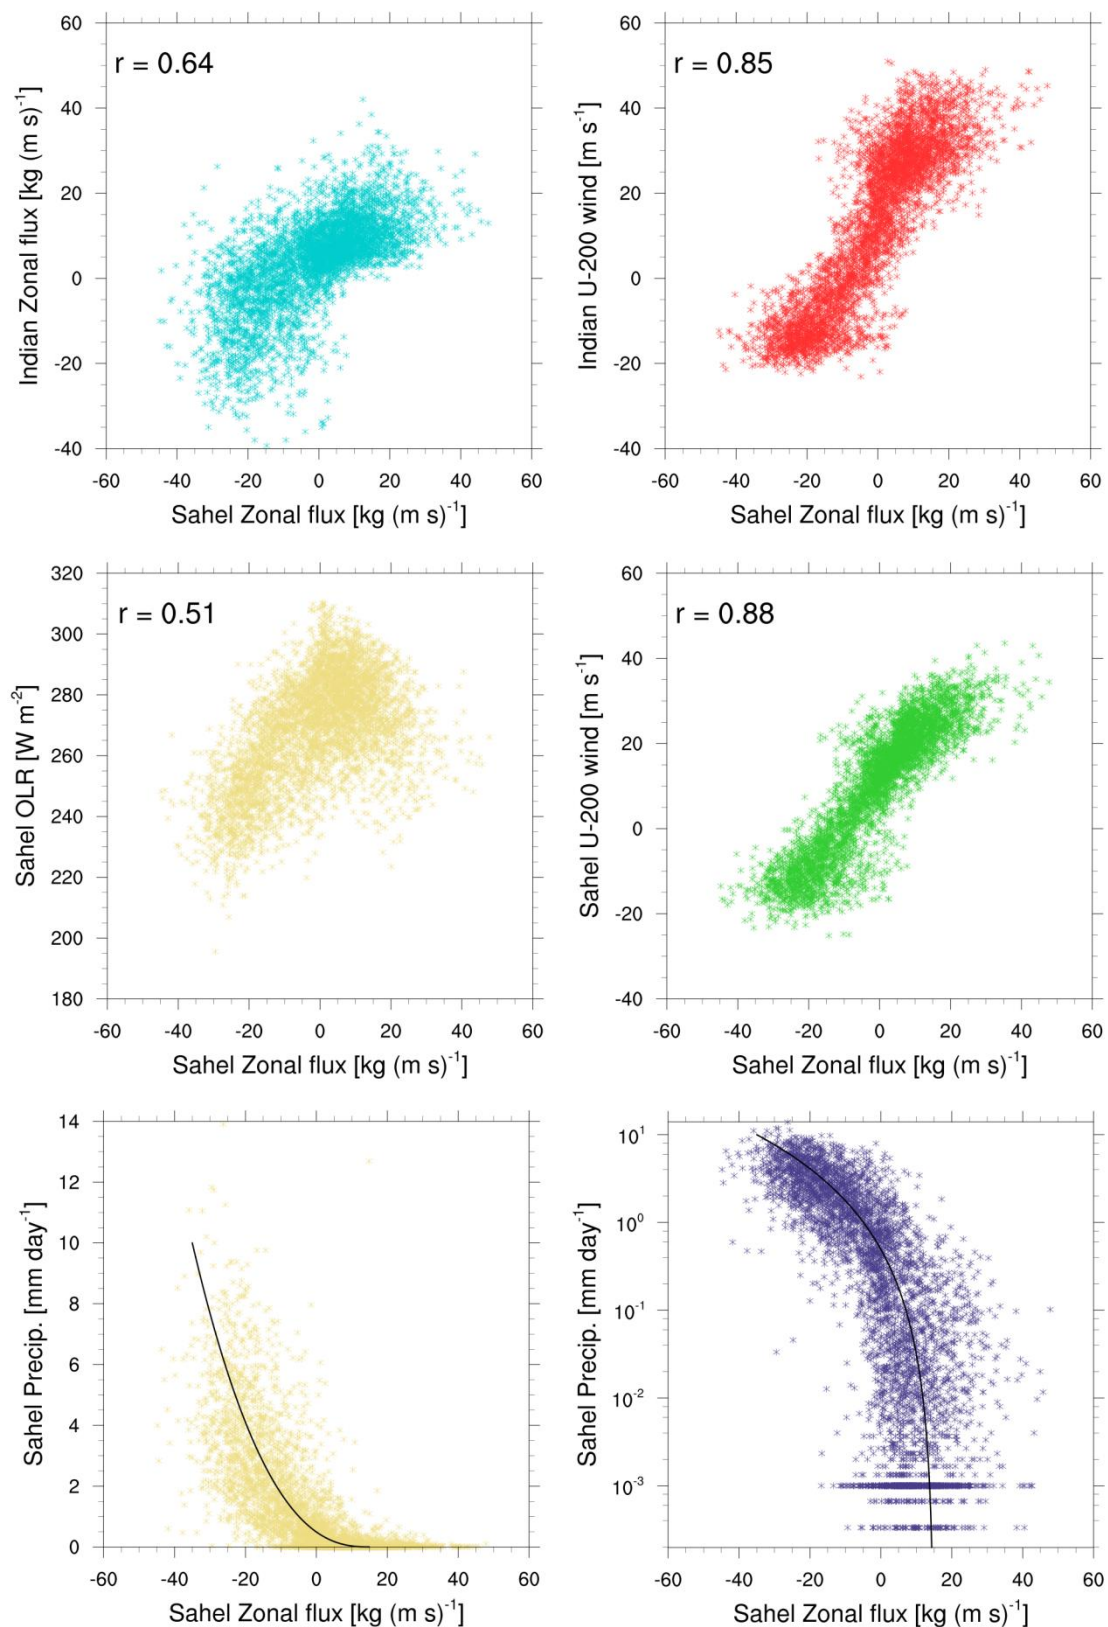 r = 0.64
Indian Zonal flux [kg (m s)⁻¹]
60
40
20
0
-20
-40
-60 -40 -20 0 20 40 60
Sahel Zonal flux [kg (m s)⁻¹]
r = 0.85
Indian U-200 wind [m s⁻¹]
60
40
20
0
-20
-40
-60 -40 -20 0 20 40 60
Sahel Zonal flux [kg (m s)⁻¹]
r = 0.51
Sahel OLR [W m⁻²]
320
300
280
260
240
220
200
180
-60 -40 -20 0 20 40 60
Sahel Zonal flux [kg (m s)⁻¹]
r = 0.88
Sahel U-200 wind [m s⁻¹]
60
40
20
0
-20
-40
-60 -40 -20 0 20 40 60
Sahel Zonal flux [kg (m s)⁻¹]
Sahel Precip. [mm day⁻¹]
14
12
10
8
6
4
2
0
-60 -40 -20 0 20 40 60
Sahel Zonal flux [kg (m s)⁻¹]
Sahel Precip. [mm day⁻¹]
10¹
10⁰
10⁻¹
10⁻²
10⁻³
-60 -40 -20 0 20 40 60
Sahel Zonal flux [kg (m s)⁻¹]